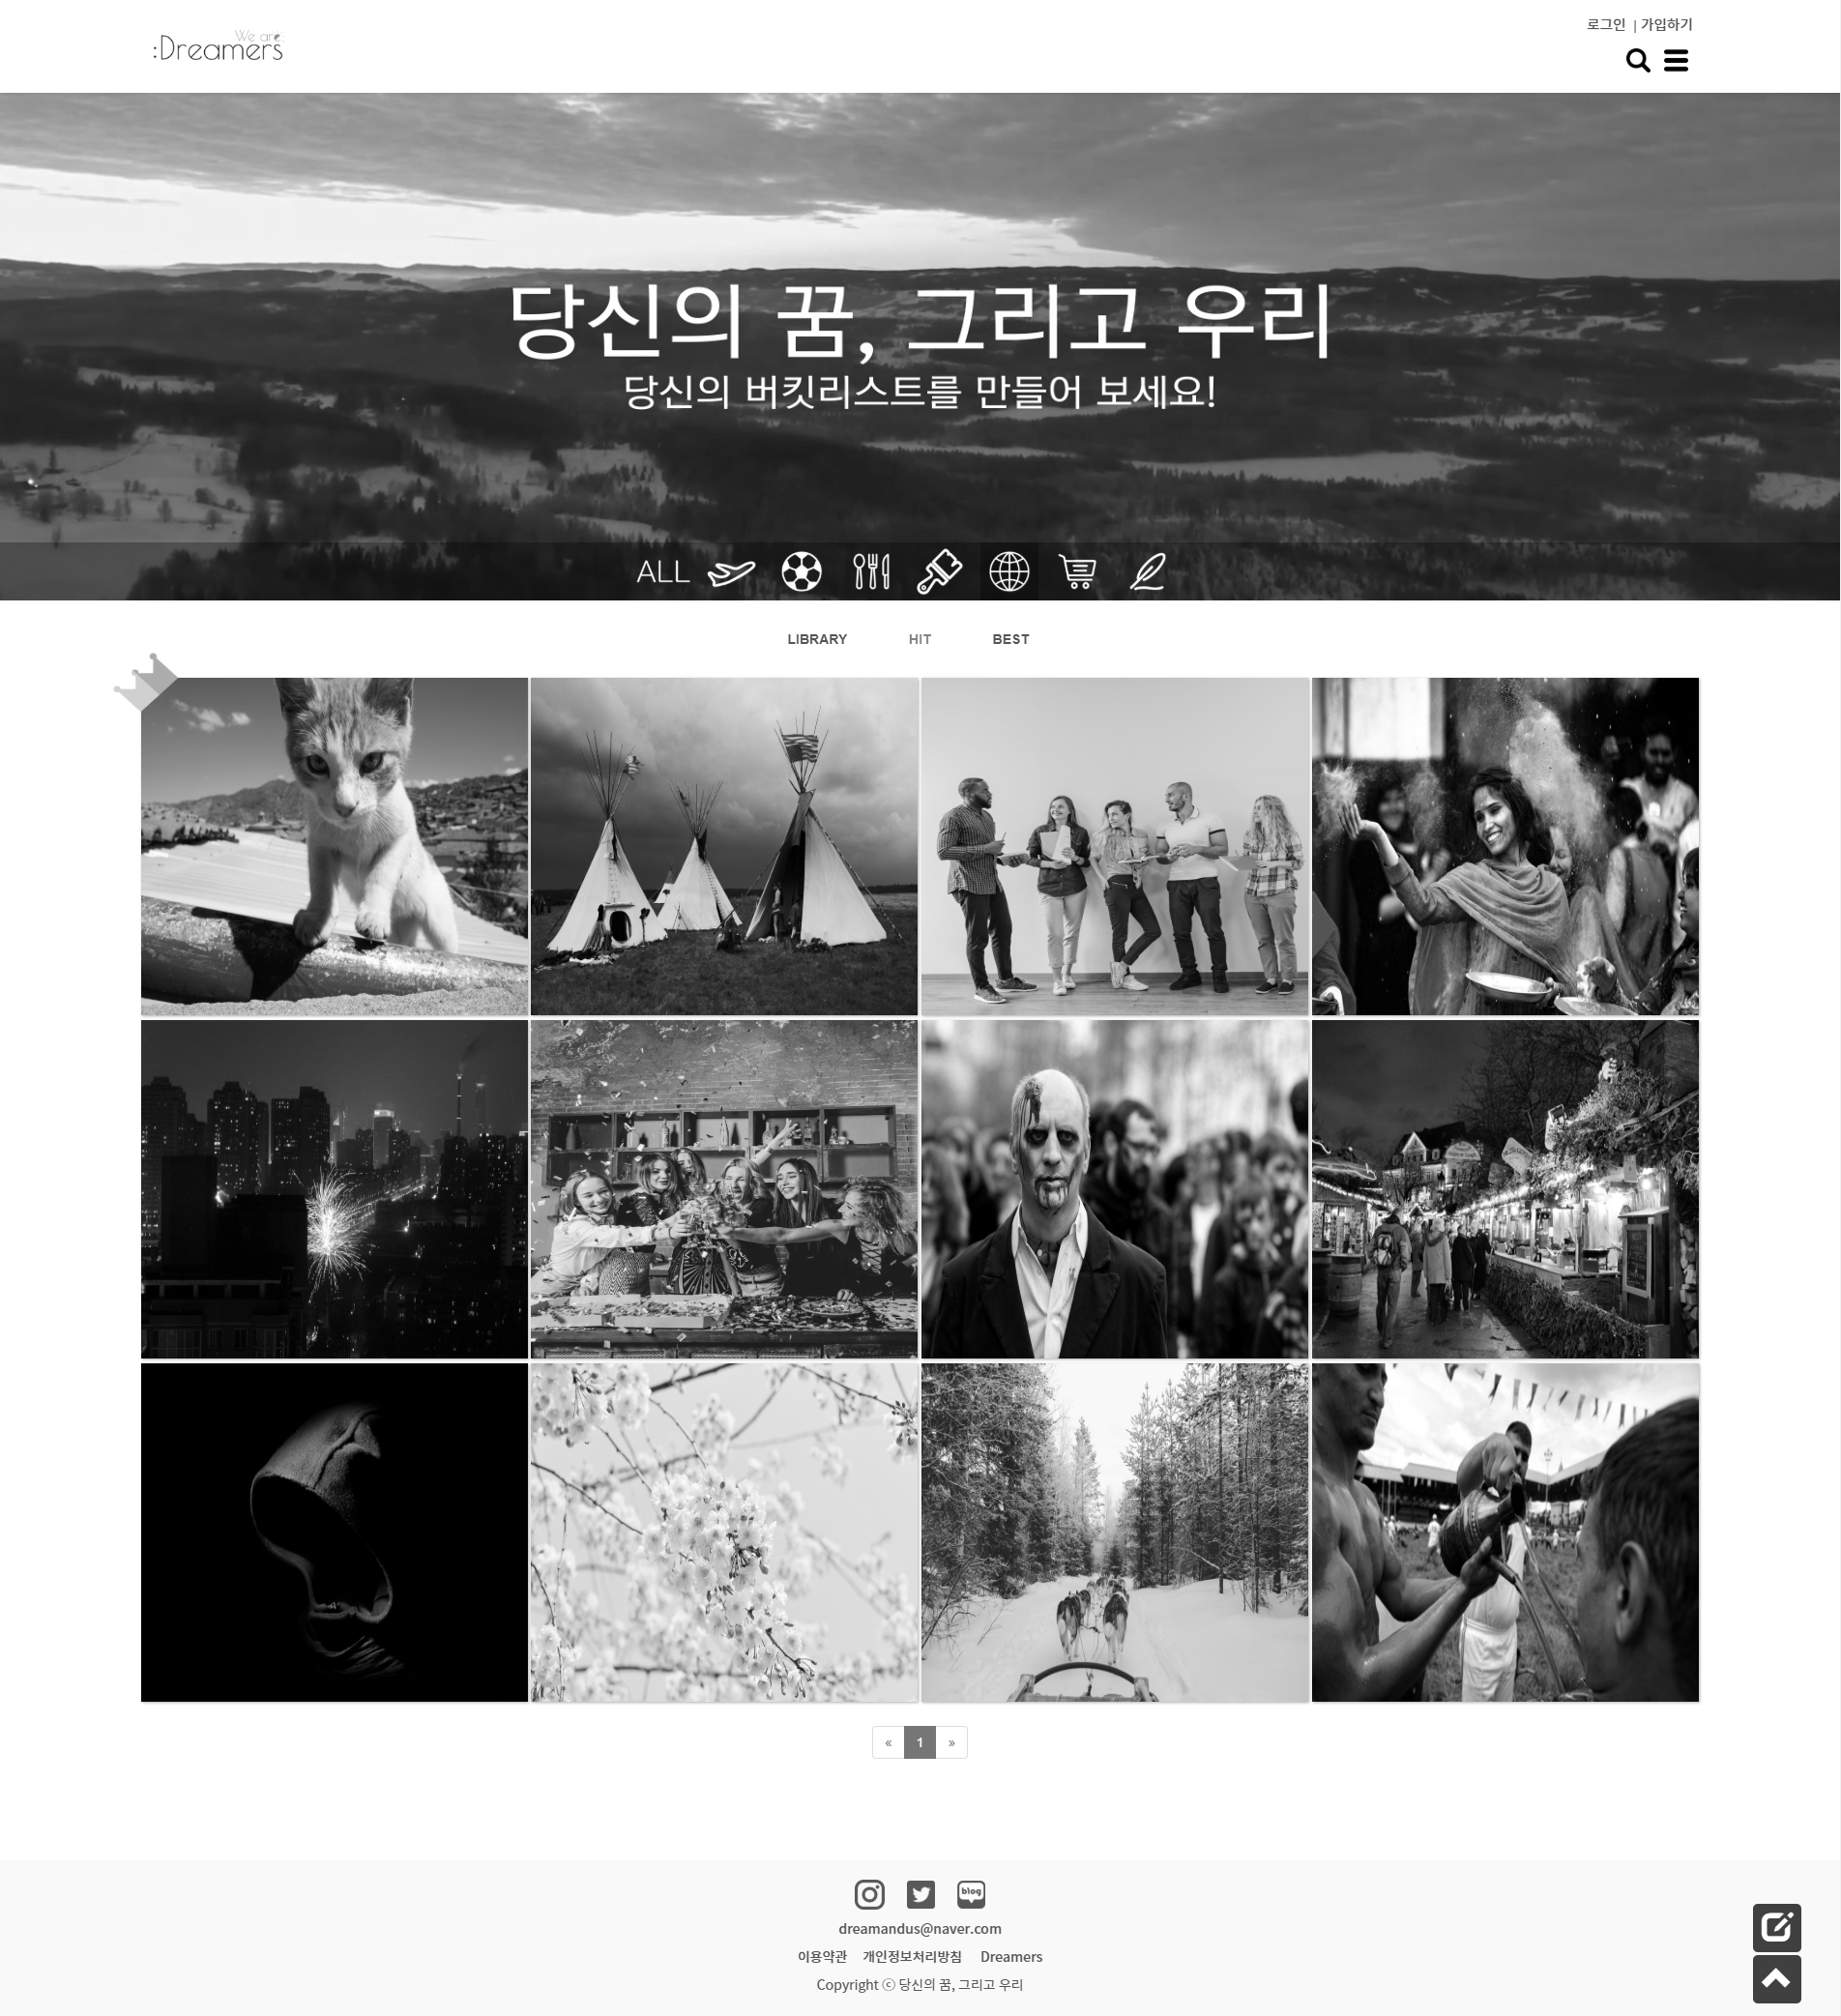 We are
:Dreamers
로그인 | 가입하기
당신의 꿈, 그리고 우리
당신의 버킷리스트를 만들어 보세요!
ALL
LIBRARY HIT BEST
« 1 »
blog
dreamandus@naver.com
이용약관 개인정보처리방침 Dreamers
Copyright ⓒ 당신의 꿈, 그리고 우리